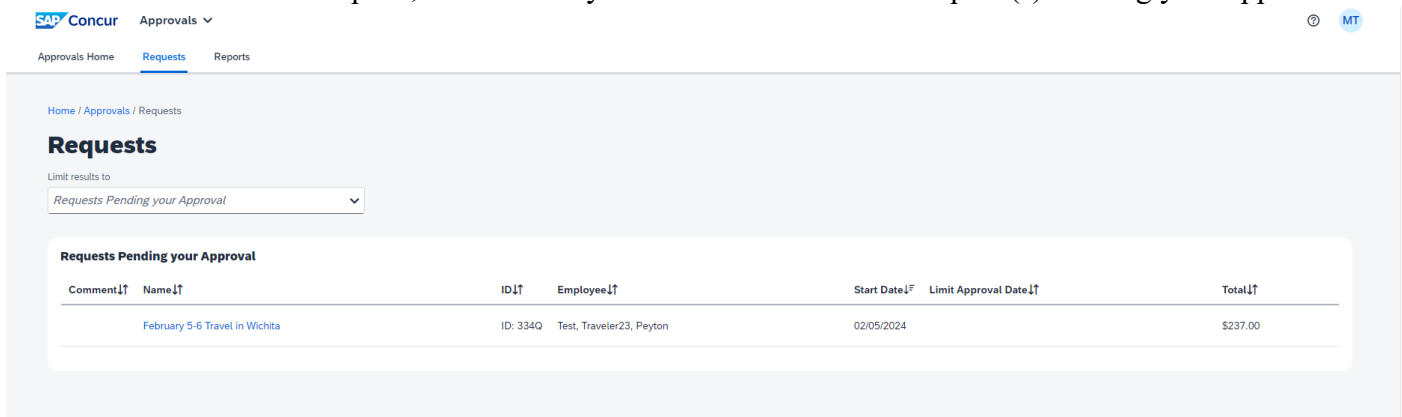 SAP Concur Approvals
MT
Approvals Home Requests Reports
Home / Approvals / Requests
Requests
Limit results to
Requests Pending your Approval
Requests Pending your Approval
Comment Name ID Employee Start Date Limit Approval Date Total
February 5-6 Travel in Wichita ID: 334Q Test, Traveler23, Peyton 02/05/2024 $237.00